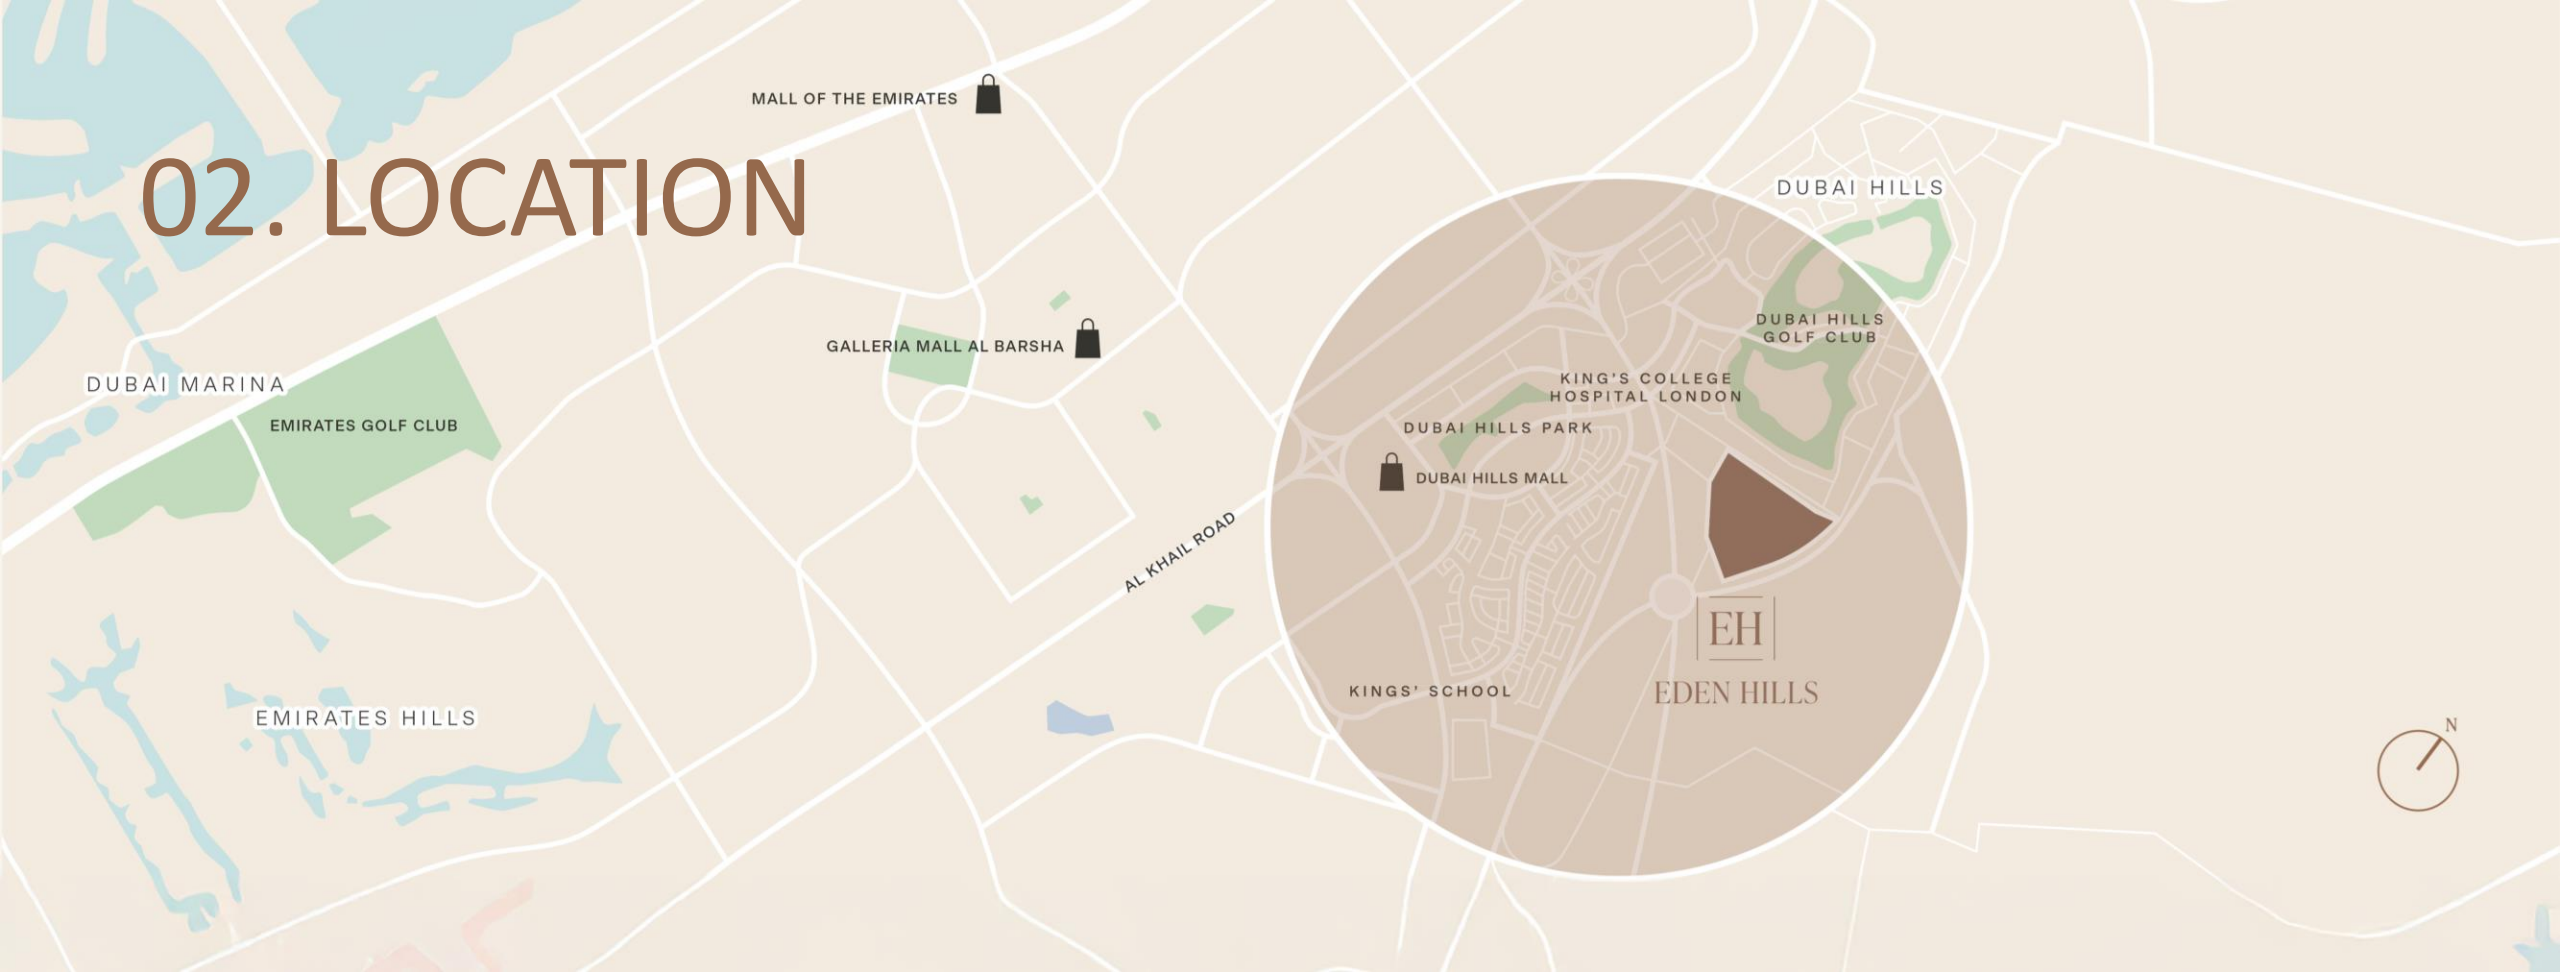 MALL OF THE EMIRATES
02. LOCATION
DUBAI HILLS
DUBAI HILLS
GOLF CLUB
GALLERIA MALL AL BARSHA
DUBAI MARINA
KING'S COLLEGE
HOSPITAL LONDON
EMIRATES GOLF CLUB
DUBAI HILLS PARK
DUBAI HILLS MALL
AL KHAIL ROAD
EH
EDEN HILLS
KINGS' SCHOOL
EMIRATES HILLS
N